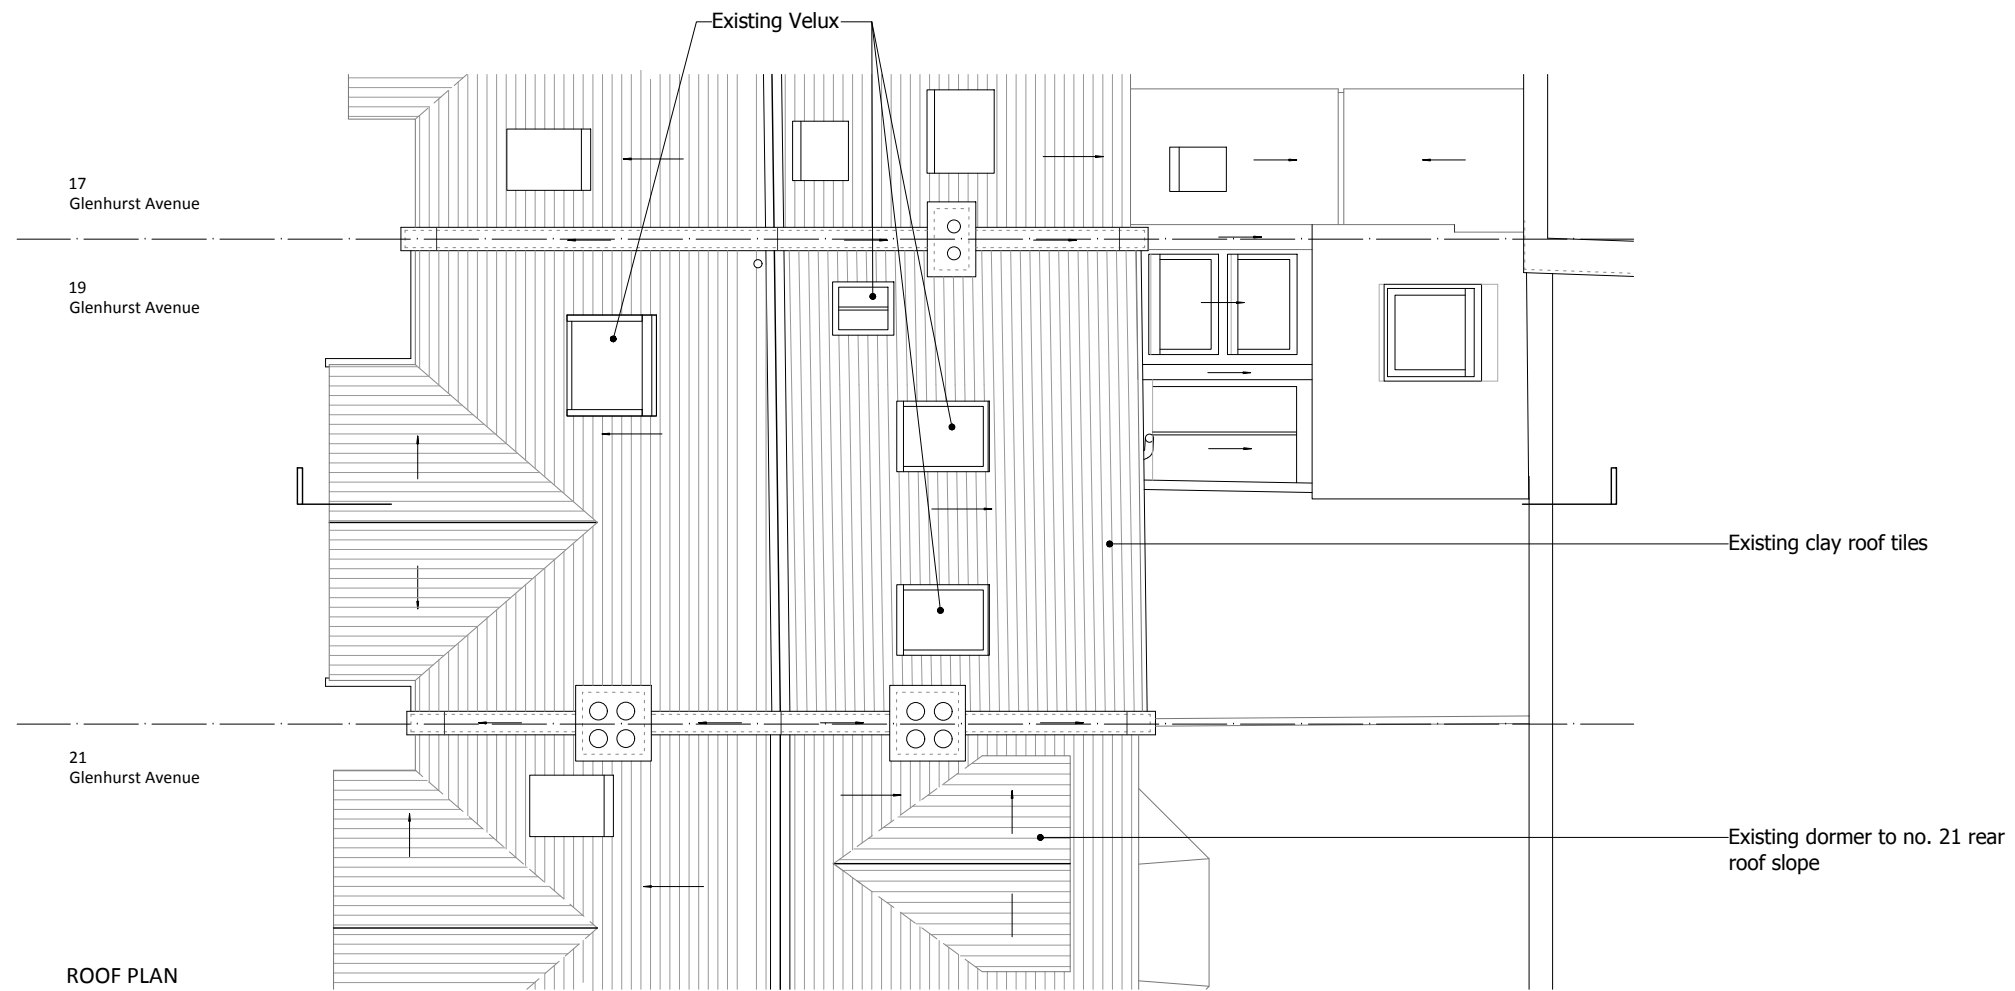 Existing Velux
17
Glenhurst Avenue
19
Glenhurst Avenue
Existing clay roof tiles
21
Glenhurst Avenue
Existing dormer to no. 21 rear
roof slope
ROOF PLAN